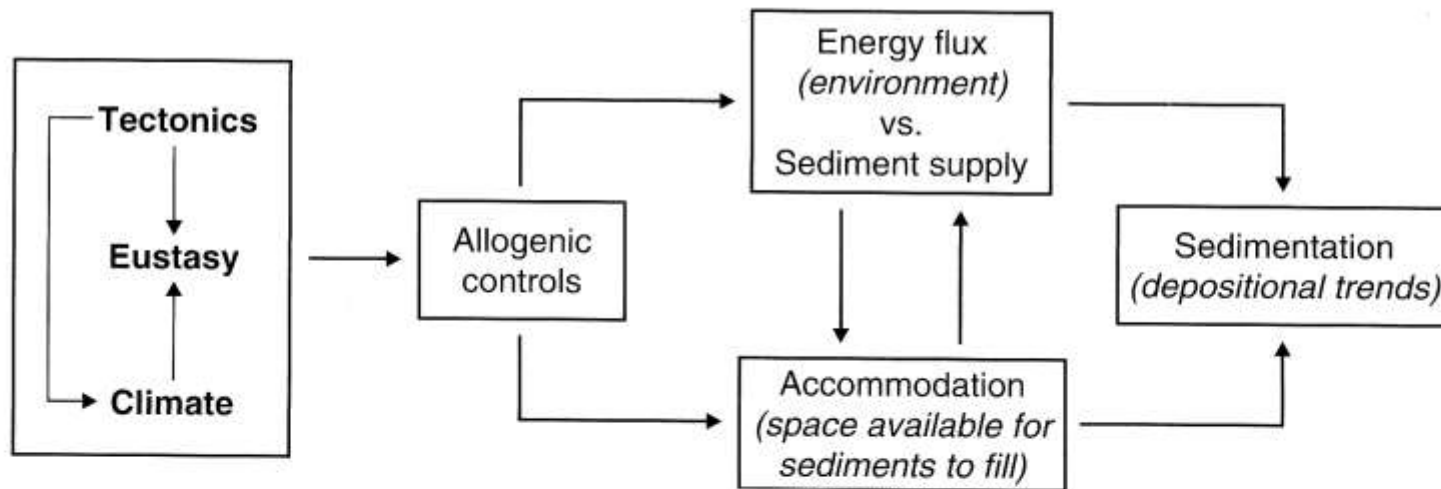 Tectonics
Eustasy
Climate
Allogenic
controls
Energy flux
(environment)
vs.
Sediment supply
Accommodation
(space available for
sediments to fill)
Sedimentation
(depositional trends)